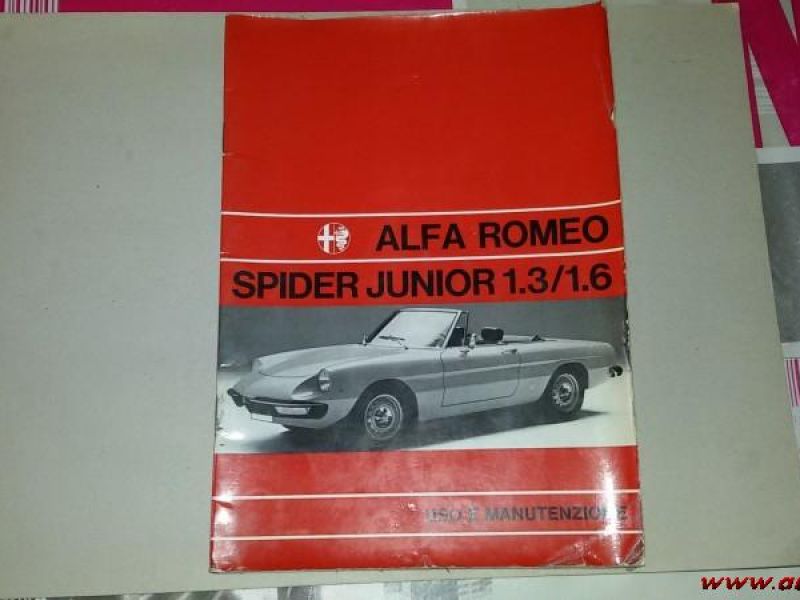 ALFA ROMEO
SPIDER JUNIOR 1.3/1.6
USO E MANUTENZIONE
www.a